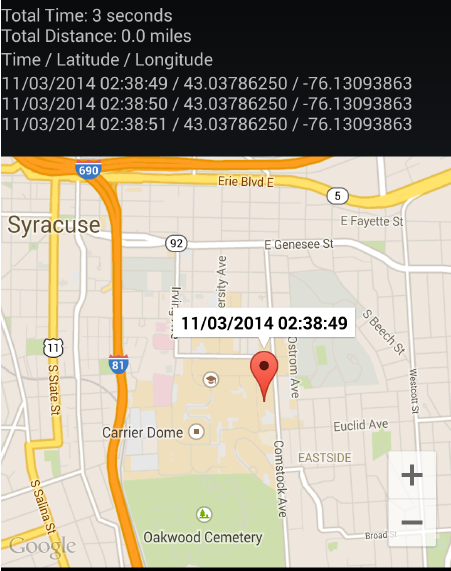 Total Time: 3 seconds
Total Distance: 0.0 miles
Time / Latitude / Longitude
11/03/2014 02:38:49 / 43.03786250 / -76.13093863
11/03/2014 02:38:50 / 43.03786250 / -76.13093863
11/03/2014 02:38:51 / 43.03786250 / -76.13093863
690
Erie Blvd E
5
Syracuse
E Fayette St
92
E Genesee St
Irving
ersity Ave
11/03/2014 02:38:49
S Beech St
11
81
Ostrom Ave
S State St
Westcott St
Carrier Dome
Euclid Ave
Comstock Ave
EASTSIDE
+
S Salina St
Oakwood Cemetery
Broad St
−
Google